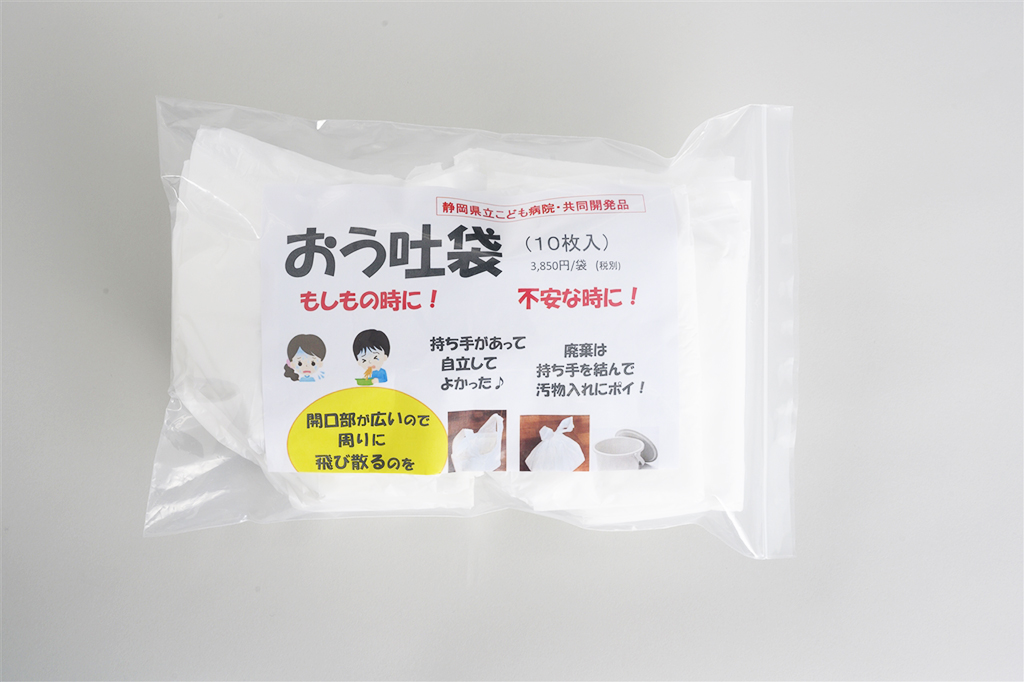 静岡県立こども病院・共同開発品
おう吐袋 （10枚入）
3,850円/袋 （税別）
もしもの時に！ 不安な時に！
持ち手があって
自立して
よかった♪
廃棄は
持ち手を結んで
汚物入れにポイ！
開口部が広いので
周りに
飛び散るのを